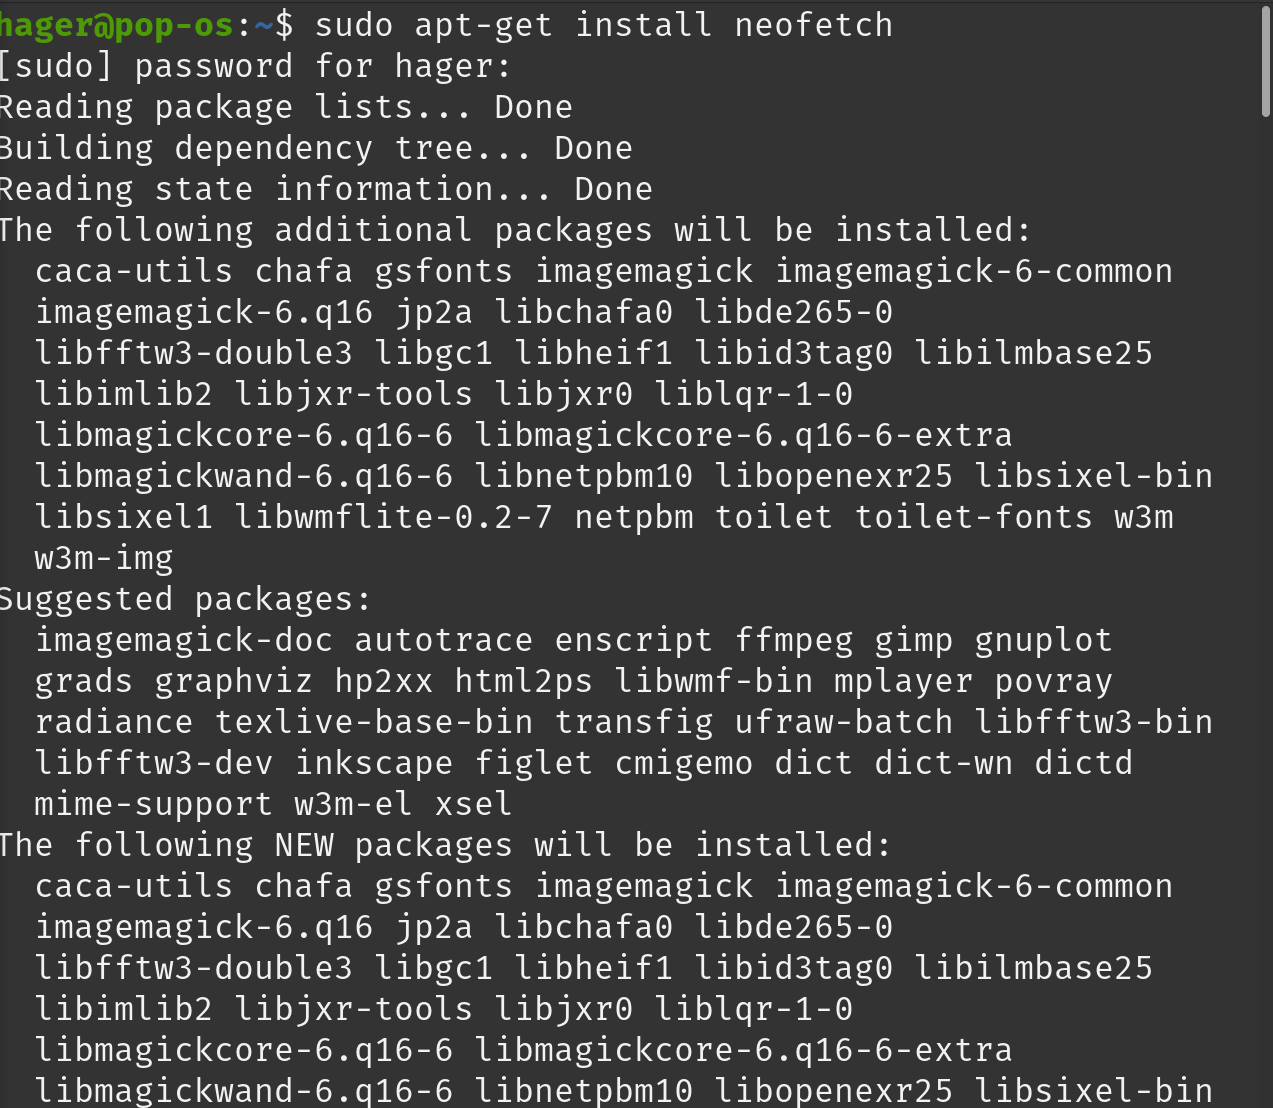 hager@pop-os:~$ sudo apt-get install neofetch
[sudo] password for hager:
Reading package lists... Done
Building dependency tree... Done
Reading state information... Done
The following additional packages will be installed:
  caca-utils chafa gsfonts imagemagick imagemagick-6-common
  imagemagick-6.q16 jp2a libchafa0 libde265-0
  libfftw3-double3 libgc1 libheif1 libid3tag0 libilmbase25
  libimlib2 libjxr-tools libjxr0 liblqr-1-0
  libmagickcore-6.q16-6 libmagickcore-6.q16-6-extra
  libmagickwand-6.q16-6 libnetpbm10 libopenexr25 libsixel-bin
  libsixel1 libwmflite-0.2-7 netpbm toilet toilet-fonts w3m
  w3m-img
Suggested packages:
  imagemagick-doc autotrace enscript ffmpeg gimp gnuplot
  grads graphviz hp2xx html2ps libwmf-bin mplayer povray
  radiance texlive-base-bin transfig ufraw-batch libfftw3-bin
  libfftw3-dev inkscape figlet cmigemo dict dict-wn dictd
  mime-support w3m-el xsel
The following NEW packages will be installed:
  caca-utils chafa gsfonts imagemagick imagemagick-6-common
  imagemagick-6.q16 jp2a libchafa0 libde265-0
  libfftw3-double3 libgc1 libheif1 libid3tag0 libilmbase25
  libimlib2 libjxr-tools libjxr0 liblqr-1-0
  libmagickcore-6.q16-6 libmagickcore-6.q16-6-extra
  libmagickwand-6.q16-6 libnetpbm10 libopenexr25 libsixel-bin